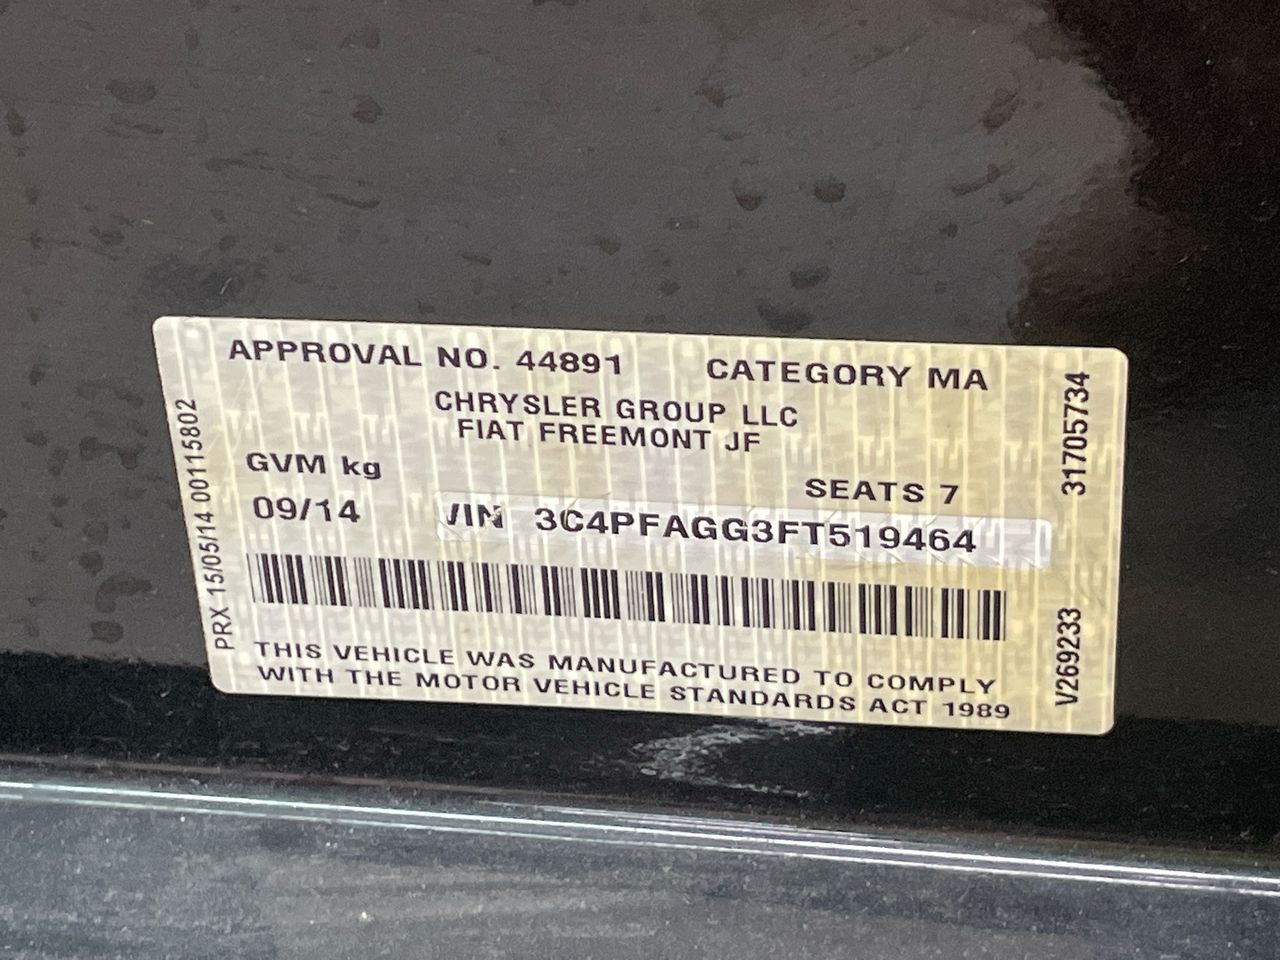 APPROVAL NO. 44891 CATEGORY MA
CHRYSLER GROUP LLC
FIAT FREEMONT JF
GVM kg
SEATS 7
09/14 VIN 3C4PFAGG3FT519464
THIS VEHICLE WAS MANUFACTURED TO COMPLY
WITH THE MOTOR VEHICLE STANDARDS ACT 1989
PRX 15/05/14 00115802
31705734
V269233